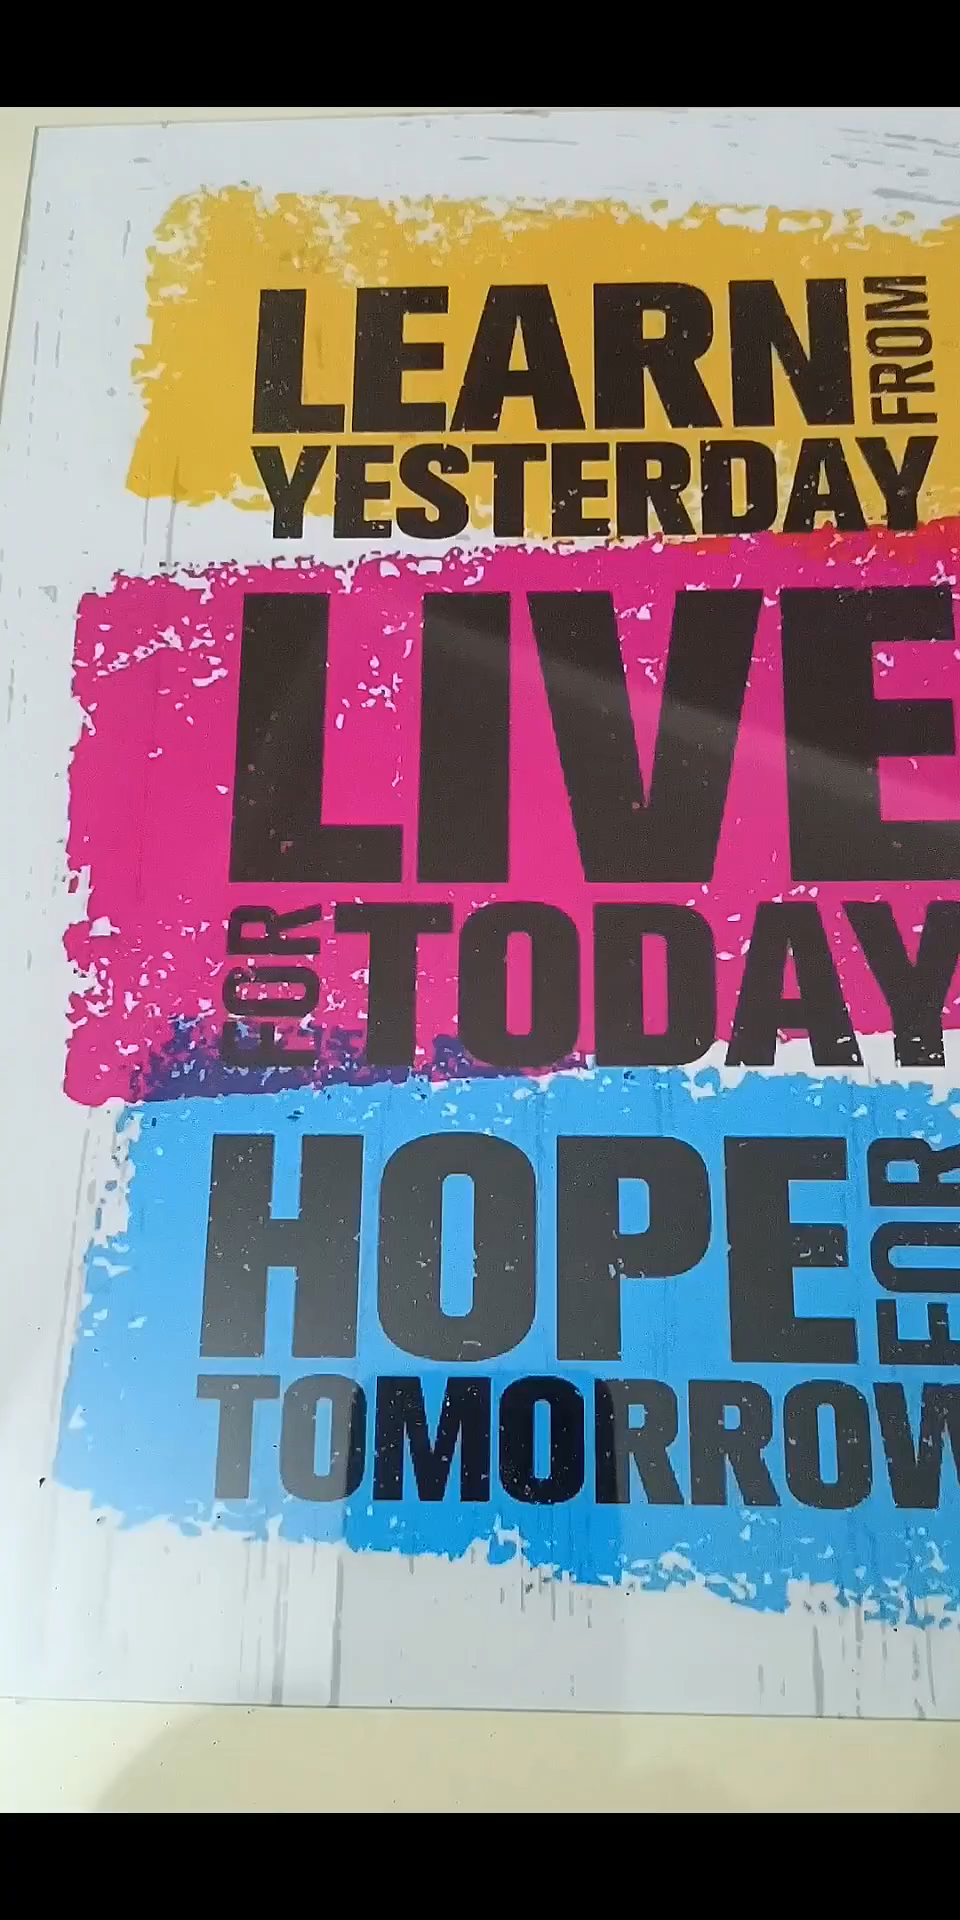 LEARN FROM
YESTERDAY
LIVE
FOR TODAY
HOPE FOR
TOMORROW